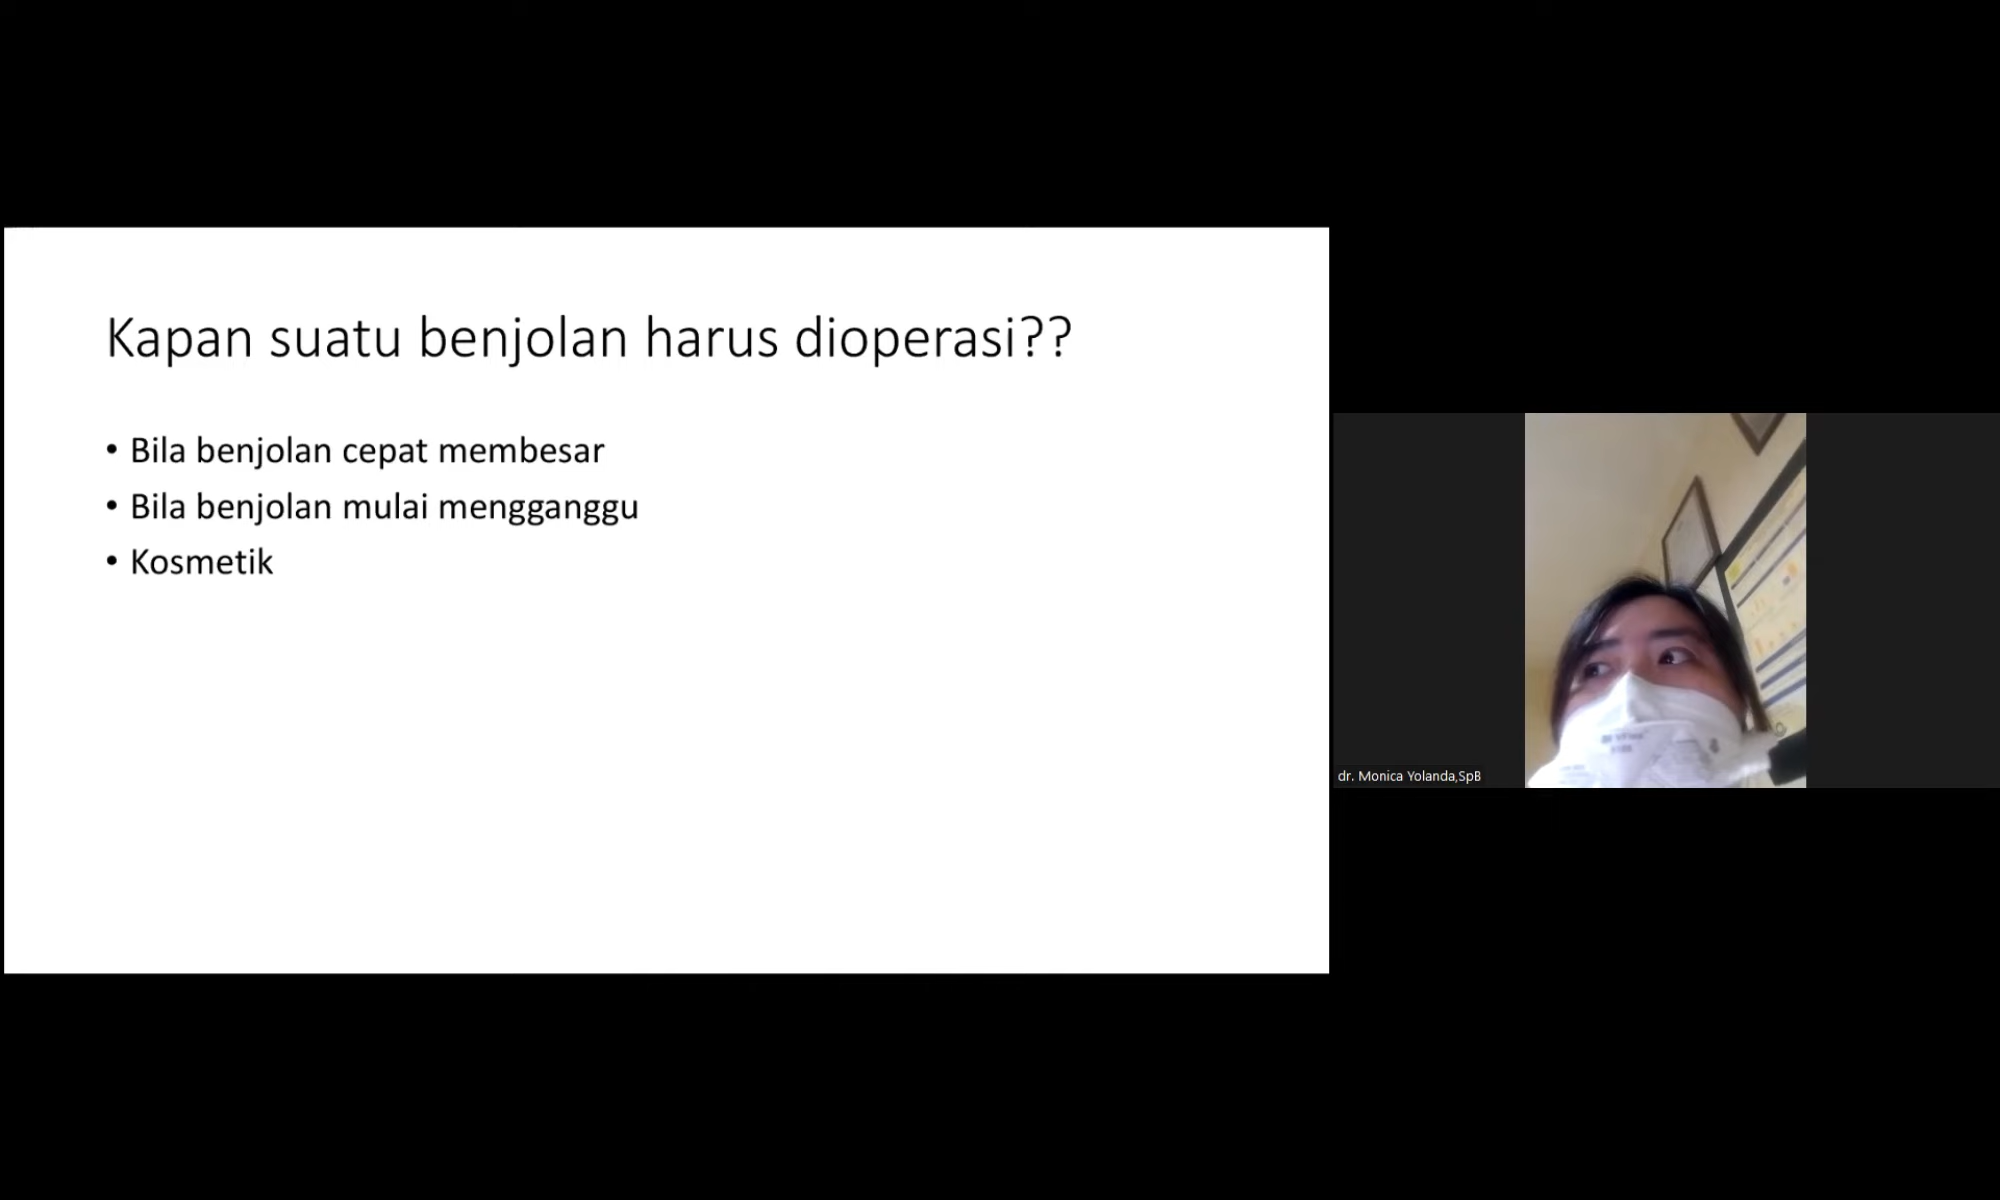 Kapan suatu benjolan harus dioperasi??
• Bila benjolan cepat membesar
• Bila benjolan mulai mengganggu
• Kosmetik
dr. Monica Yolanda,SpB